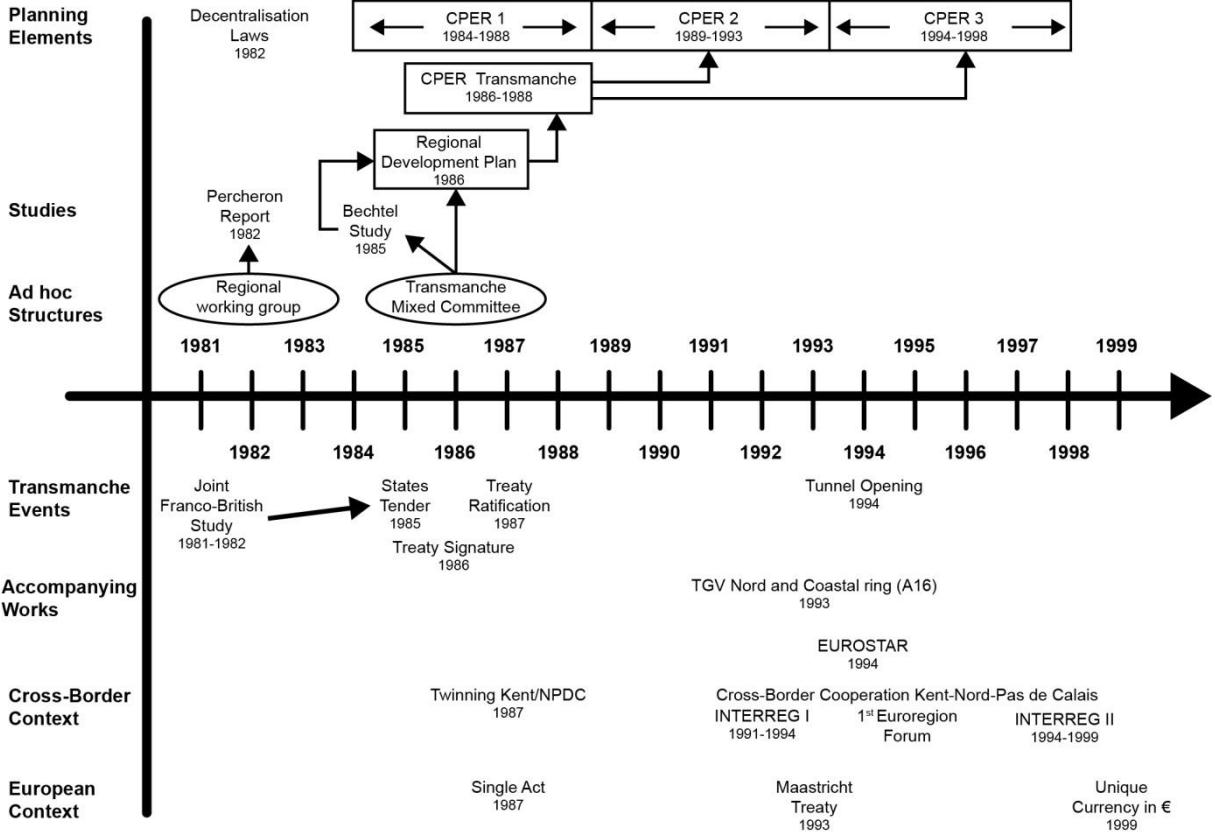 Planning
Elements
Decentralisation
Laws
1982
CPER 1
1984-1988
CPER 2
1989-1993
CPER 3
1994-1998
CPER Transmanche
1986-1988
Regional
Development Plan
1986
Studies
Percheron
Report
1982
Bechtel
Study
1985
Ad hoc
Structures
Regional
working group
Transmanche
Mixed Committee
1981 1983 1985 1987 1989 1991 1993 1995 1997 1999
1982 1984 1986 1988 1990 1992 1994 1996 1998
Transmanche
Events
Joint
Franco-British
Study
1981-1982
States
Tender
1985
Treaty
Ratification
1987
Treaty Signature
1986
Tunnel Opening
1994
Accompanying
Works
TGV Nord and Coastal ring (A16)
1993
EUROSTAR
1994
Cross-Border
Context
Twinning Kent/NPDC
1987
Cross-Border Cooperation Kent-Nord-Pas de Calais
INTERREG I
1991-1994
1st Euroregion
Forum
INTERREG II
1994-1999
European
Context
Single Act
1987
Maastricht
Treaty
1993
Unique
Currency in €
1999